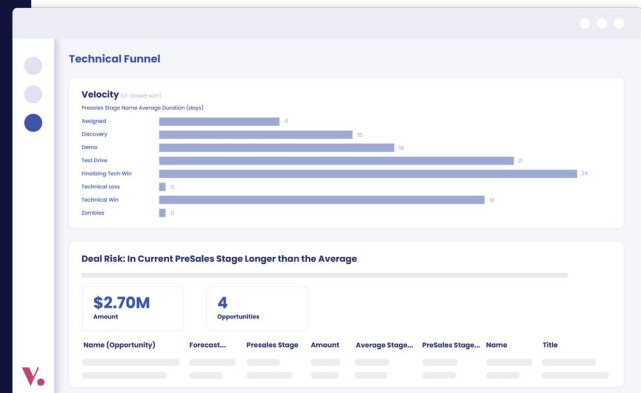 Technical Funnel
Velocity (of closed-won)
Presales Stage Name Average Duration (days)
Assigned 6
Discovery 15
Demo 16
Test Drive 21
Finalizing Tech Win 24
Technical Loss 0
Technical Win 18
Zombies 0
Deal Risk: In Current PreSales Stage Longer than the Average
$2.70M
Amount
4
Opportunities
Name (Opportunity) Forecast... Presales Stage Amount Average Stage... PreSales Stage... Name Title
V.